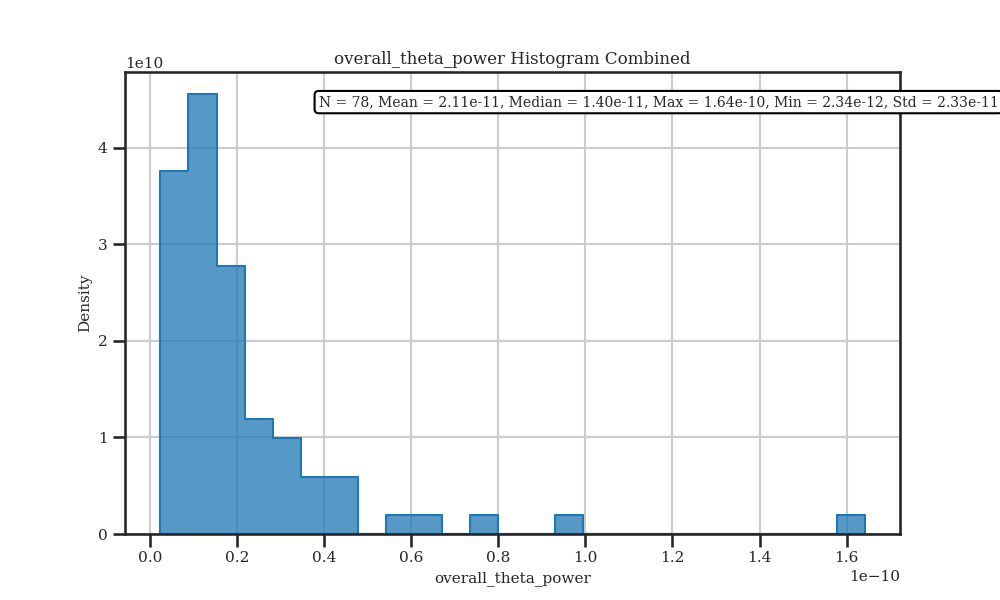 overall_theta_power Histogram Combined
1e10
N = 78, Mean = 2.11e-11, Median = 1.40e-11, Max = 1.64e-10, Min = 2.34e-12, Std = 2.33e-11
4
3
2
1
0
Density
0.0 0.2 0.4 0.6 0.8 1.0 1.2 1.4 1.6
1e−10
overall_theta_power